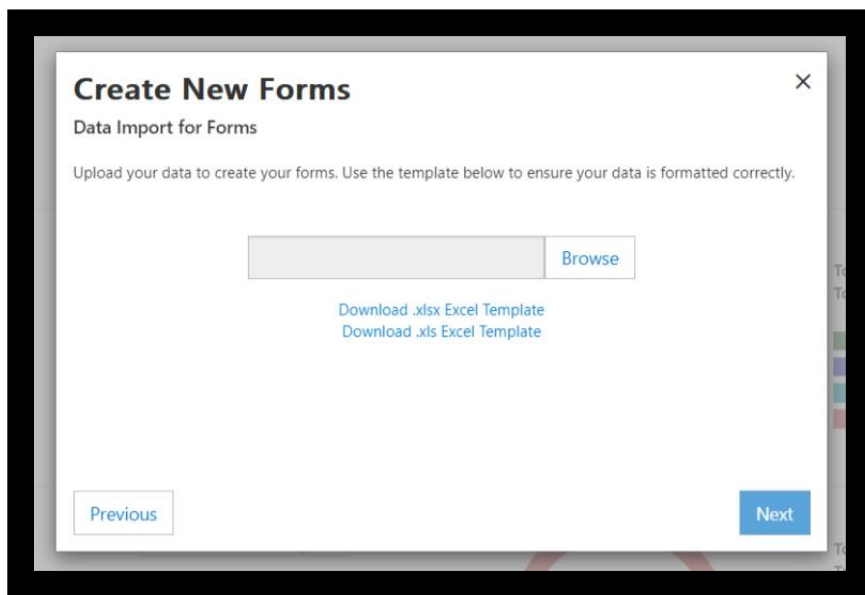 Create New Forms
Data Import for Forms
Upload your data to create your forms. Use the template below to ensure your data is formatted correctly.
Browse
Download .xlsx Excel Template
Download .xls Excel Template
Previous
Next